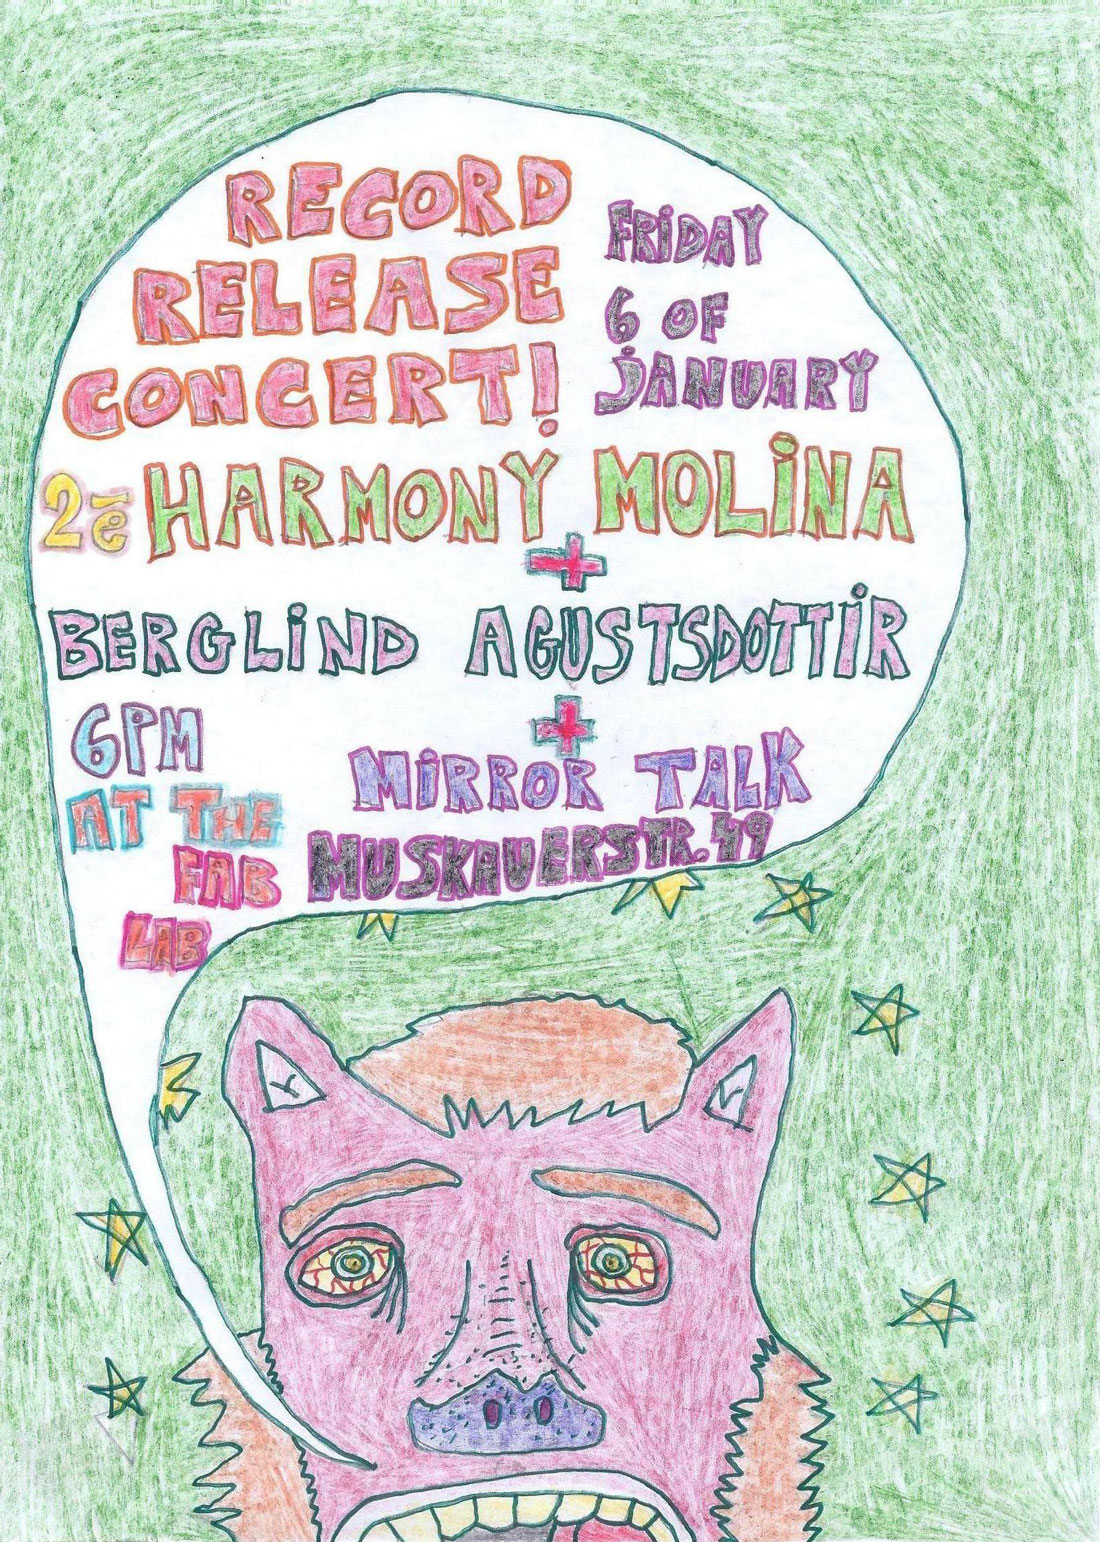 RECORD
RELEASE
CONCERT!
FRIDAY
6 OF
JANUARY
2€ HARMONY MOLINA
+
BERGLIND AGUSTSDOTTIR
+
6PM
MIRROR TALK
AT THE
FAB
LAB
MUSKAUERSTR. 49